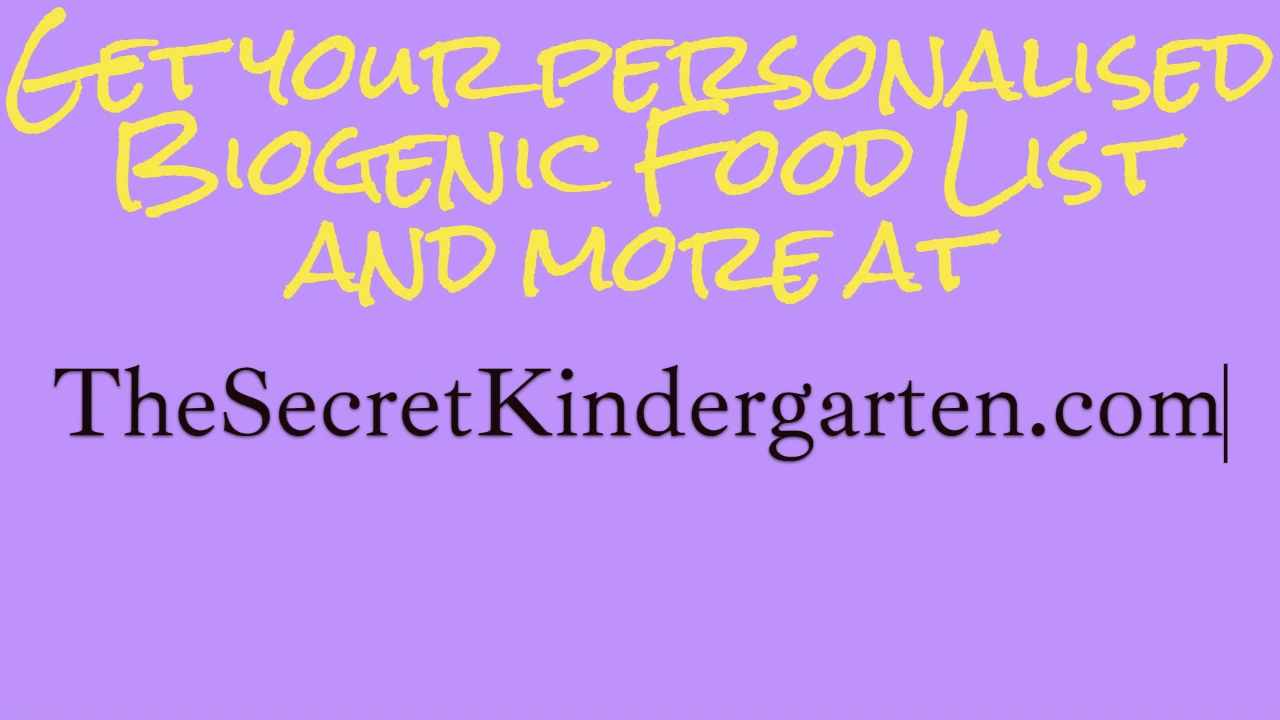 Get your personalised
Biogenic Food List
and more at
TheSecretKindergarten.com